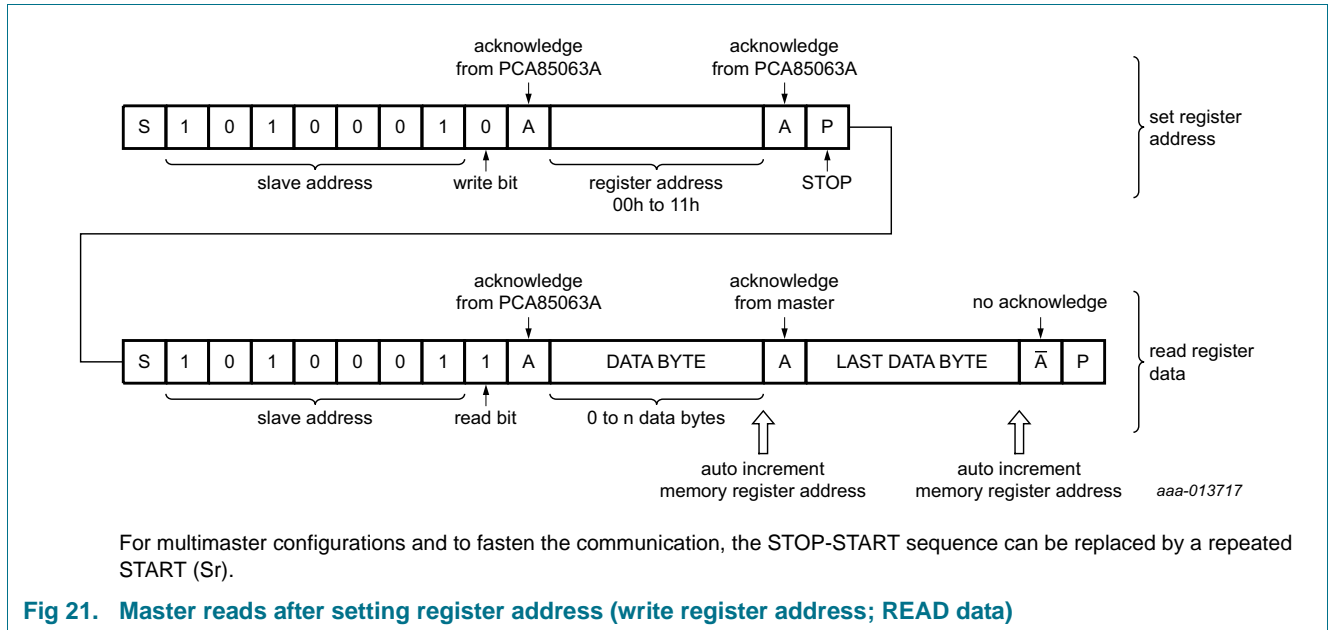 acknowledge
from PCA85063A
acknowledge
from PCA85063A
S 1 0 1 0 0 0 1 0 A A P
set register
address
slave address
write bit
register address
00h to 11h
STOP
acknowledge
from PCA85063A
acknowledge
from master
no acknowledge
S 1 0 1 0 0 0 1 1 A DATA BYTE A LAST DATA BYTE A̅ P
read register
data
slave address
read bit
0 to n data bytes
auto increment
memory register address
auto increment
memory register address
aaa-013717
For multimaster configurations and to fasten the communication, the STOP-START sequence can be replaced by a repeated
START (Sr).
Fig 21. Master reads after setting register address (write register address; READ data)